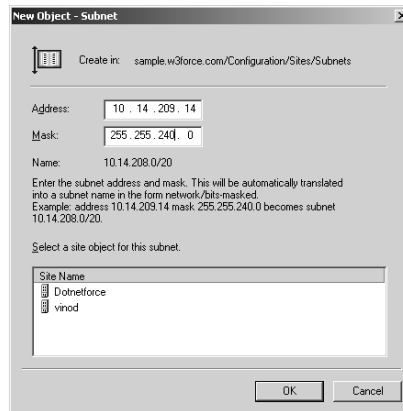 New Object - Subnet
Create in: sample.w3force.com/Configuration/Sites/Subnets
Address: 10 . 14 . 209 . 14
Mask: 255 . 255 . 240 . 0
Name: 10.14.208.0/20
Enter the subnet address and mask. This will be automatically translated
into a subnet name in the form network/bits-masked.
Example: address 10.14.209.14 mask 255.255.240.0 becomes subnet
10.14.208.0/20.
Select a site object for this subnet.
Site Name
Dotnetforce
vinod
OK Cancel